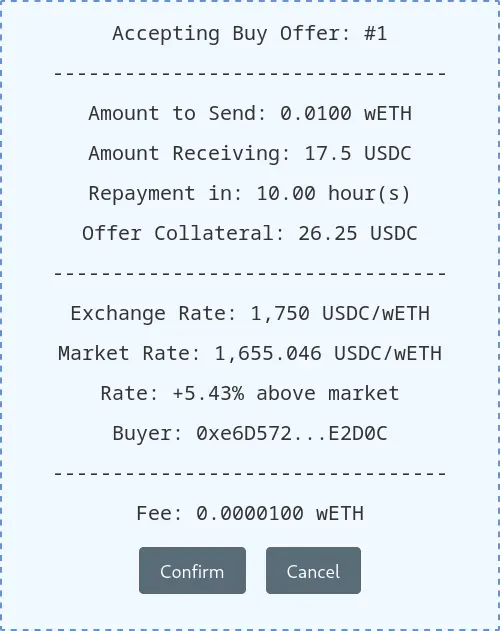 Accepting Buy Offer: #1
---------------------------------
Amount to Send: 0.0100 wETH
Amount Receiving: 17.5 USDC
Repayment in: 10.00 hour(s)
Offer Collateral: 26.25 USDC
---------------------------------
Exchange Rate: 1,750 USDC/wETH
Market Rate: 1,655.046 USDC/wETH
Rate: +5.43% above market
Buyer: 0xe6D572...E2D0C
---------------------------------
Fee: 0.0000100 wETH
Confirm Cancel